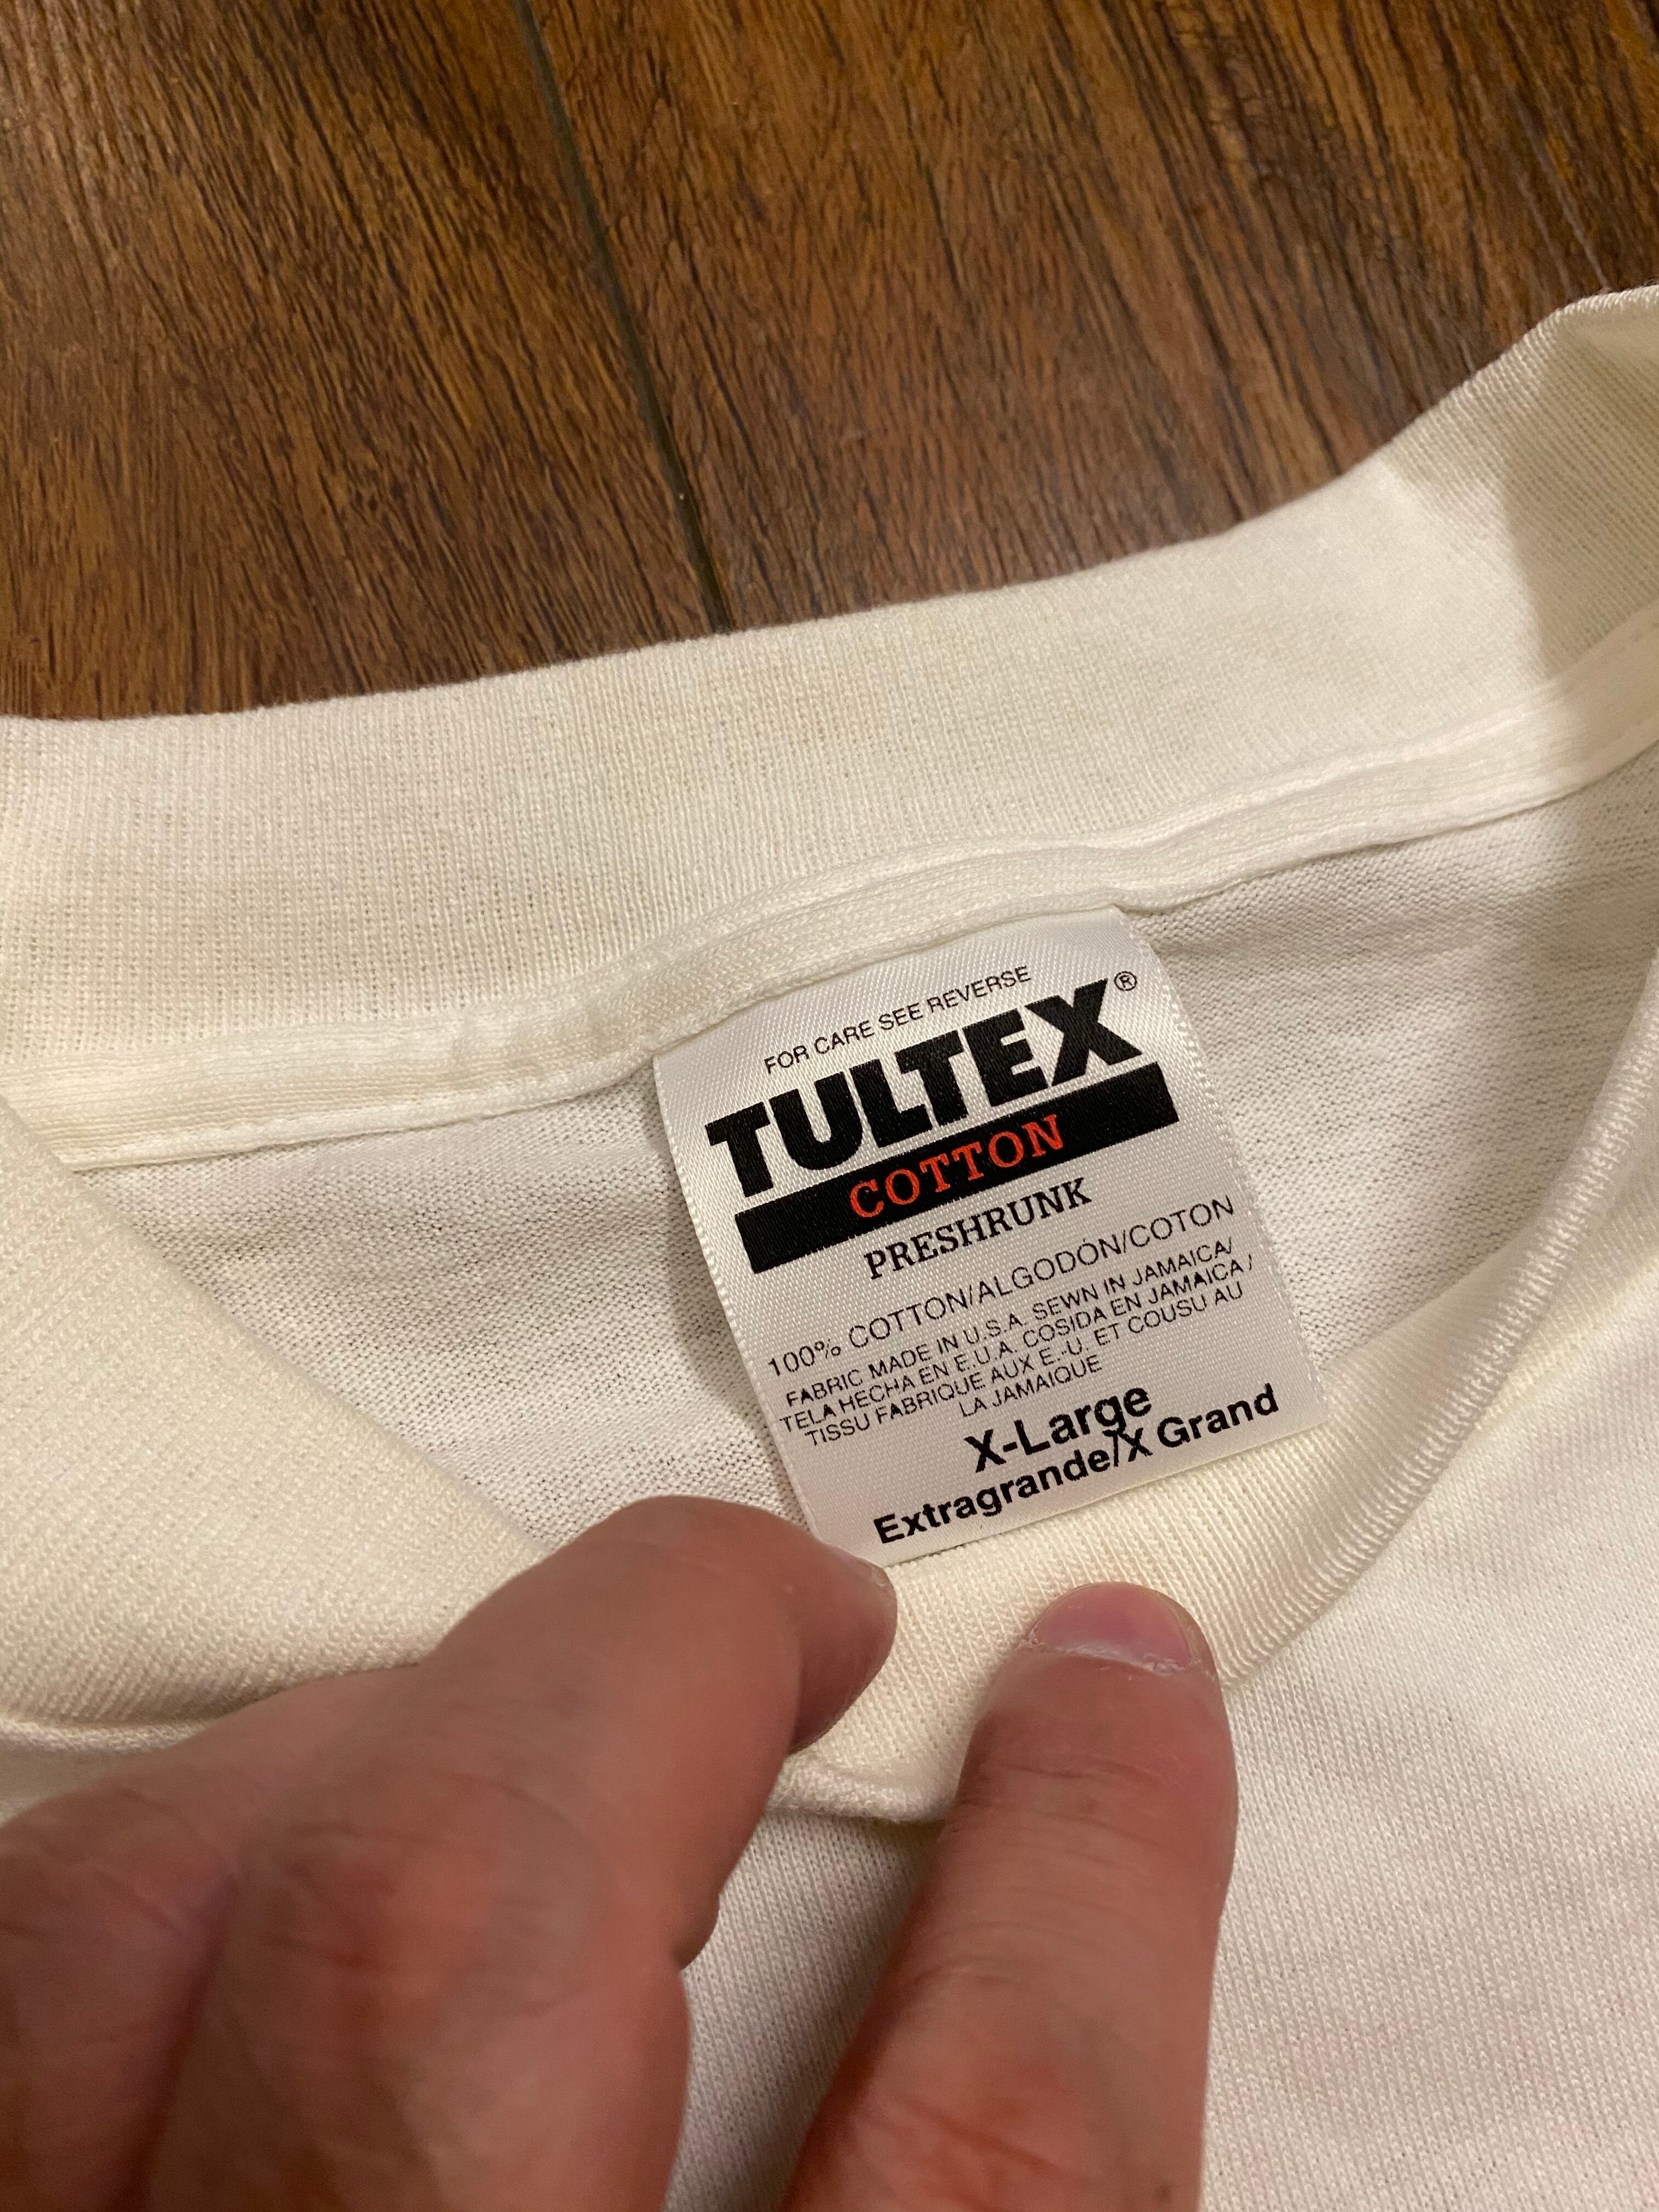 FOR CARE SEE REVERSE
TULTEX®
COTTON
PRESHRUNK
100% COTTON/ALGODÓN/COTON
FABRIC MADE IN U.S.A. SEWN IN JAMAICA/
TELA HECHA EN E.U.A. COSIDA EN JAMAICA /
TISSU FABRIQUE AUX E.-U. ET COUSU AU
LA JAMAIQUE
X-Large
Extragrande/X Grand